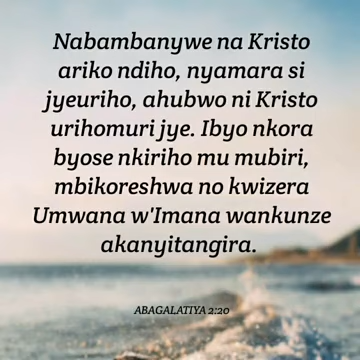 Nabambanywe na Kristo
ariko ndiho, nyamara si
jyeuriho, ahubwo ni Kristo
urihomuri jye. Ibyo nkora
byose nkiriho mu mubiri,
mbikoreshwa no kwizera
Umwana w'Imana wankunze
akanyitangira.
ABAGALATIYA 2:20